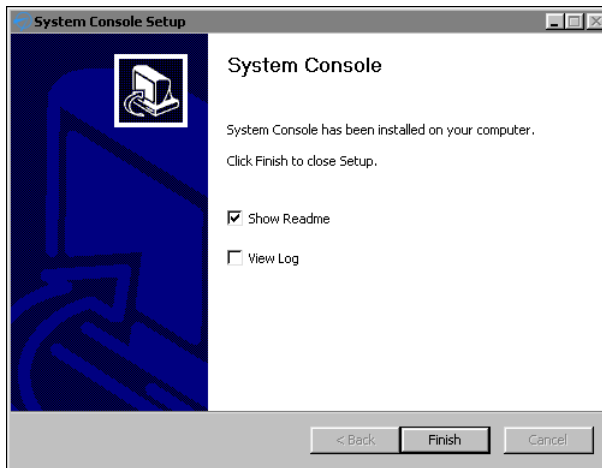 System Console Setup
System Console
System Console has been installed on your computer.
Click Finish to close Setup.
Show Readme
View Log
< Back
Finish
Cancel